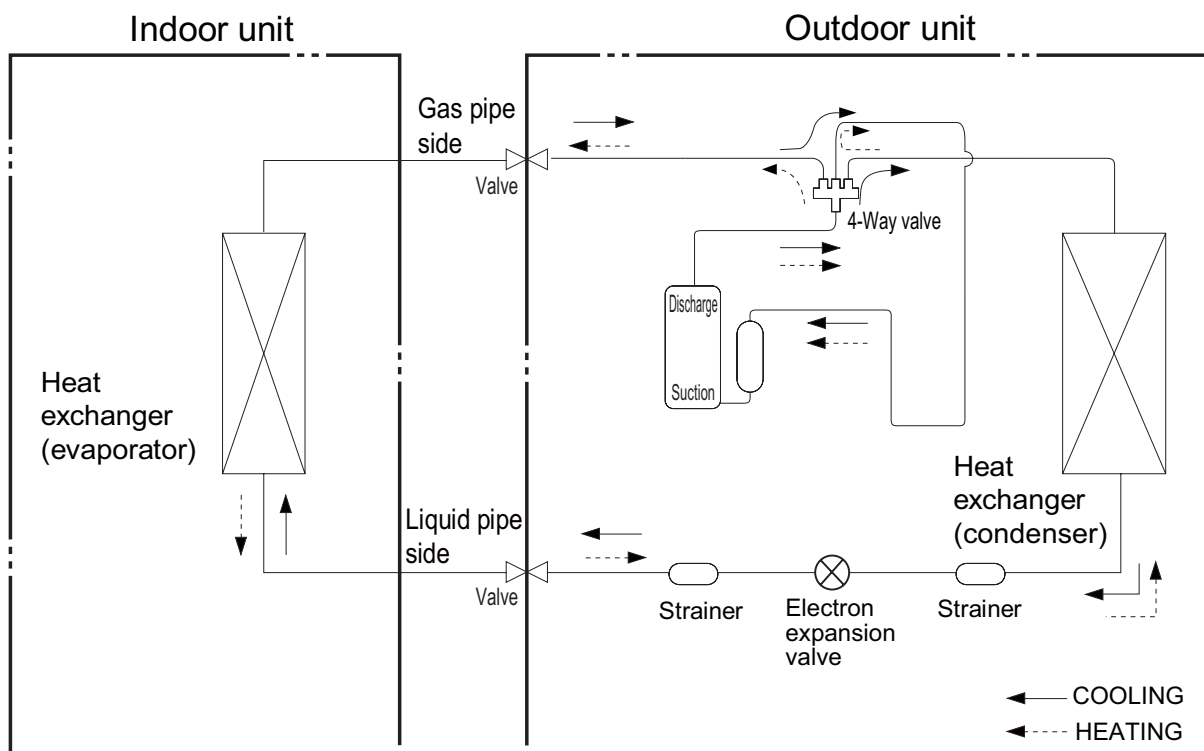 Indoor unit
Outdoor unit
Gas pipe
side
Valve
4-Way valve
Discharge
Suction
Heat
exchanger
(evaporator)
Heat
exchanger
(condenser)
Liquid pipe
side
Valve
Strainer
Electron
expansion
valve
Strainer
COOLING
HEATING